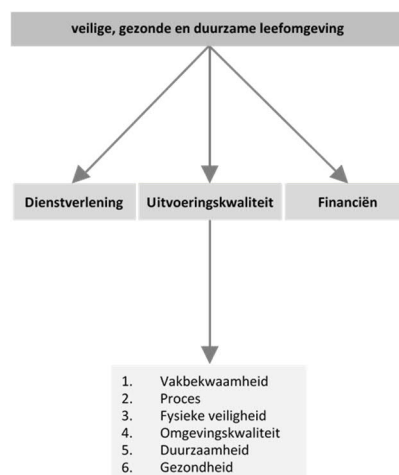 veilige, gezonde en duurzame leefomgeving
Dienstverlening
Uitvoeringskwaliteit
Financiën
1. Vakbekwaamheid
2. Proces
3. Fysieke veiligheid
4. Omgevingskwaliteit
5. Duurzaamheid
6. Gezondheid